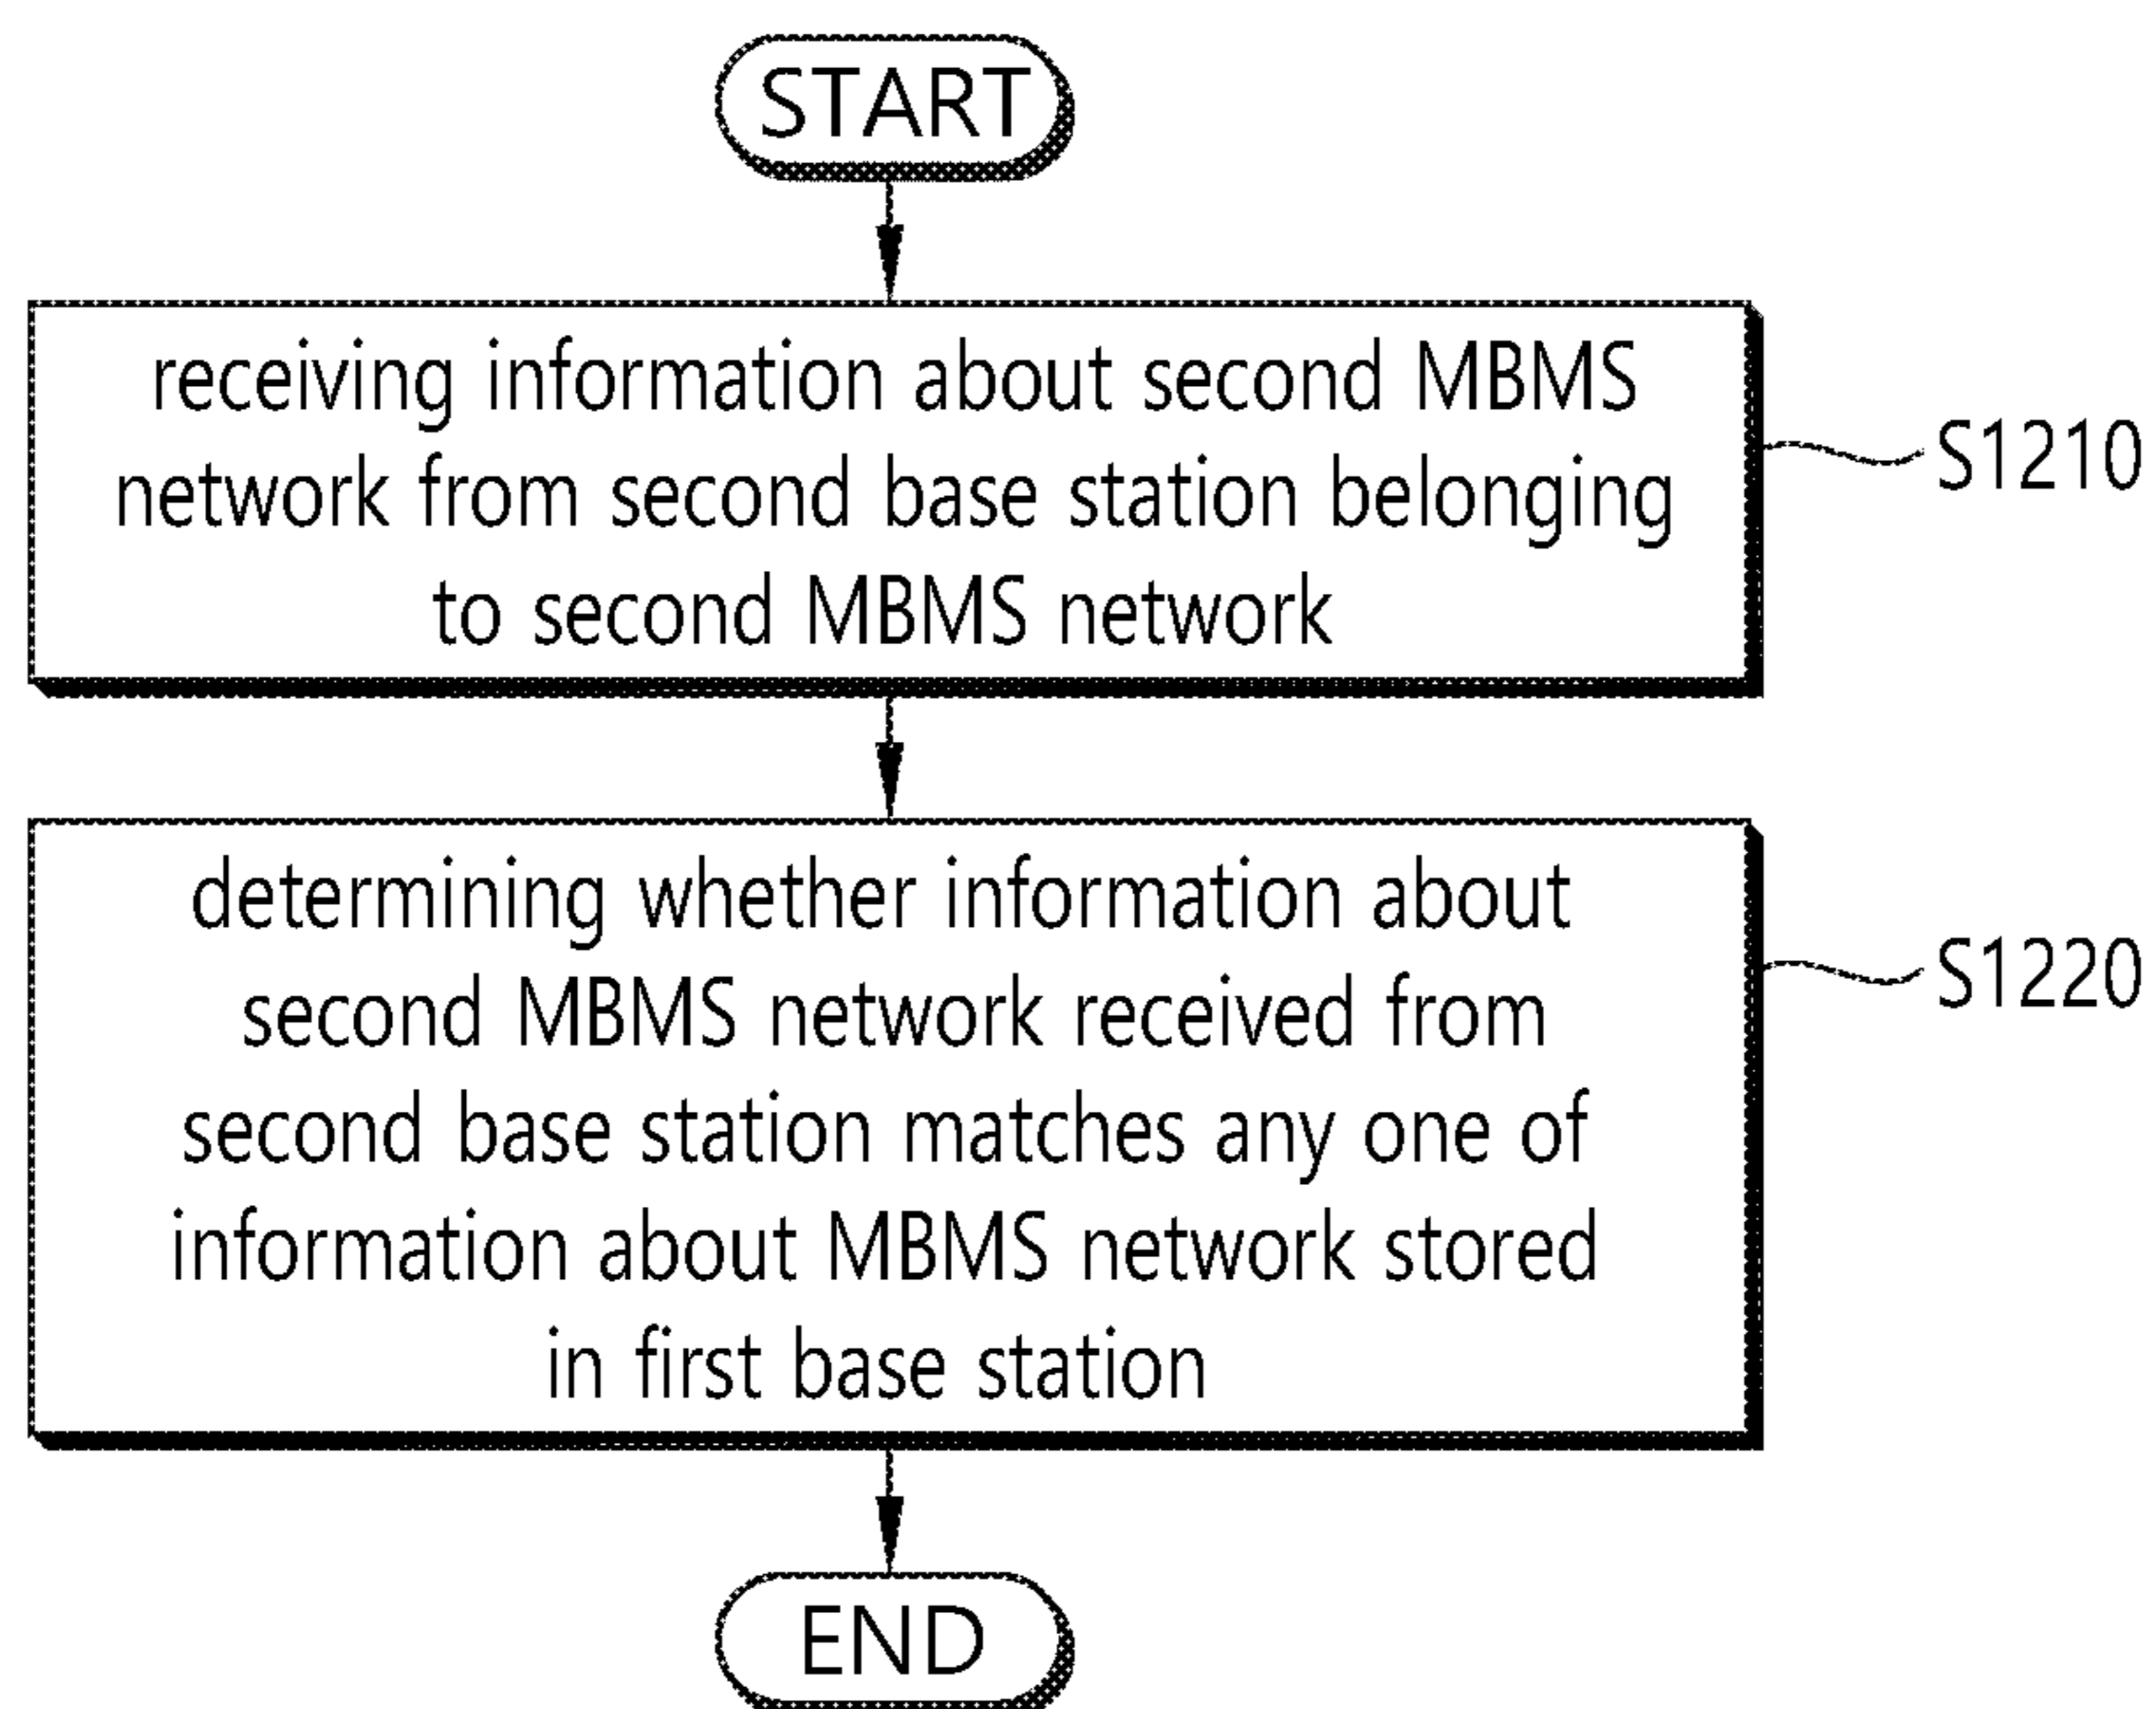 START
receiving information about second MBMS
network from second base station belonging
to second MBMS network
S1210
determining whether information about
second MBMS network received from
second base station matches any one of
information about MBMS network stored
in first base station
S1220
END